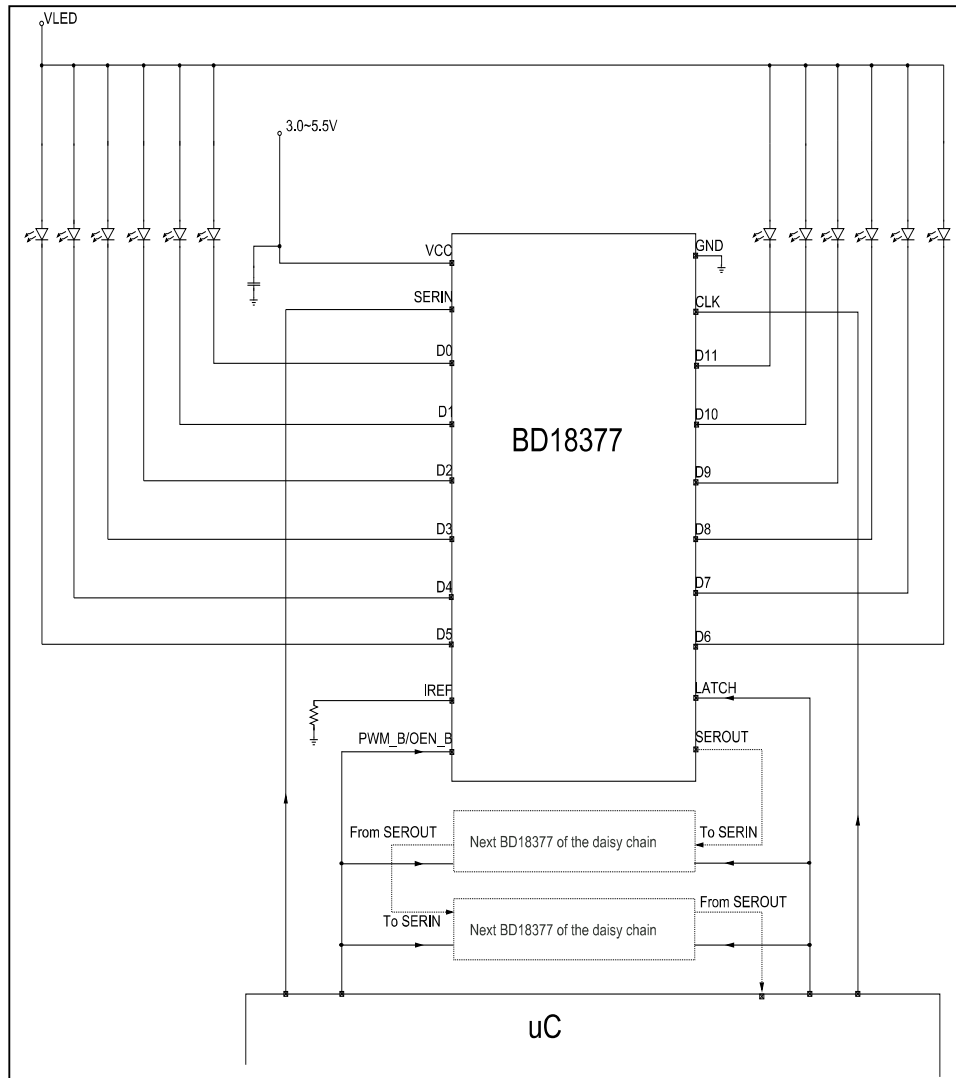 VLED
3.0~5.5V
VCC
GND
SERIN
CLK
D0
D11
D1
D10
BD18377
D2
D9
D3
D8
D4
D7
D5
D6
IREF
LATCH
PWM_B/OEN_B
SEROUT
From SEROUT
Next BD18377 of the daisy chain
To SERIN
From SEROUT
To SERIN
Next BD18377 of the daisy chain
uC